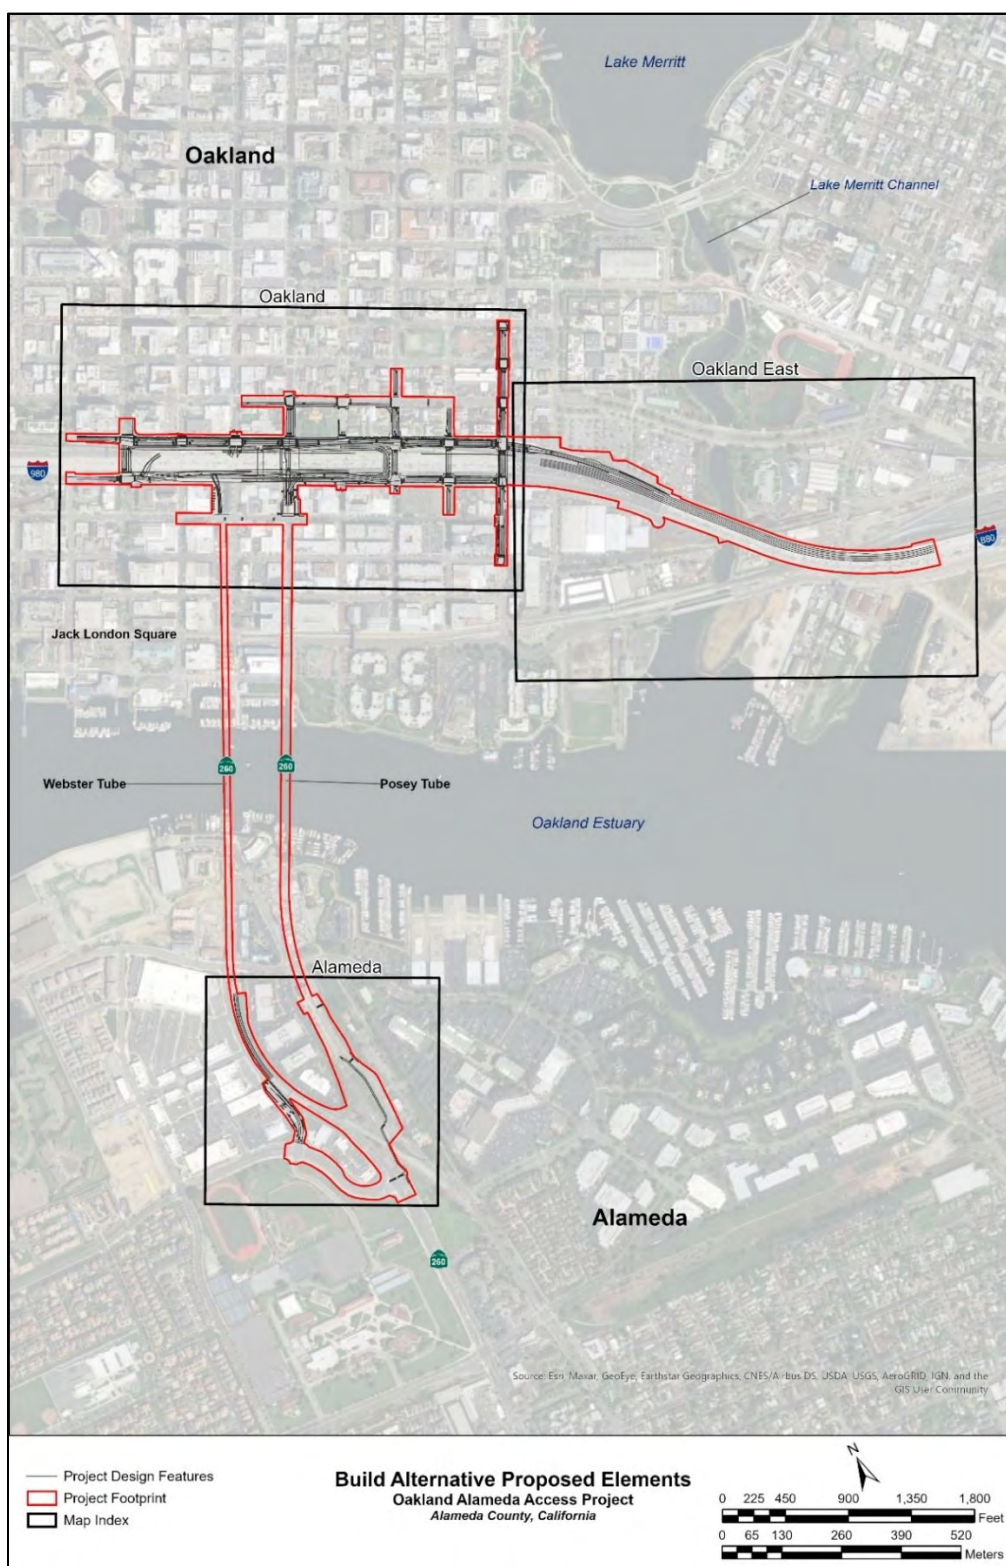 Lake Merritt
Oakland
Lake Merritt Channel
Oakland
Oakland East
980
880
Jack London Square
260
260
Webster Tube
Posey Tube
Oakland Estuary
Alameda
Alameda
260
Source: Esri, Maxar, GeoEye, Earthstar Geographics, CNES/Airbus DS, USDA, USGS, AeroGRID, IGN, and the
GIS User Community
Project Design Features
Project Footprint
Map Index
Build Alternative Proposed Elements
Oakland Alameda Access Project
Alameda County, California
N
0 225 450 900 1,350 1,800
Feet
0 65 130 260 390 520
Meters